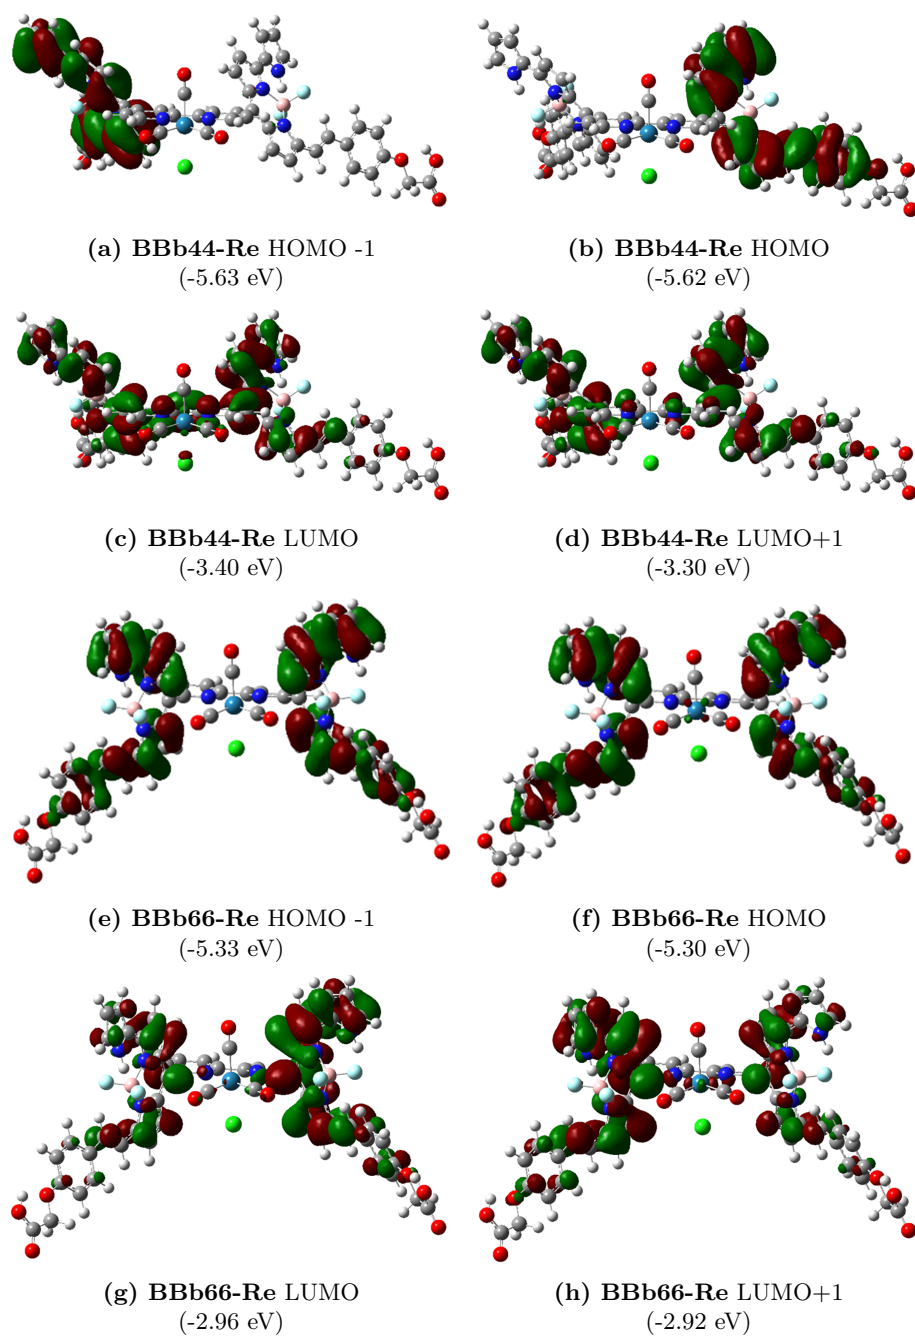 (a) BBb44-Re HOMO -1
(-5.63 eV)
(b) BBb44-Re HOMO
(-5.62 eV)
(c) BBb44-Re LUMO
(-3.40 eV)
(d) BBb44-Re LUMO+1
(-3.30 eV)
(e) BBb66-Re HOMO -1
(-5.33 eV)
(f) BBb66-Re HOMO
(-5.30 eV)
(g) BBb66-Re LUMO
(-2.96 eV)
(h) BBb66-Re LUMO+1
(-2.92 eV)